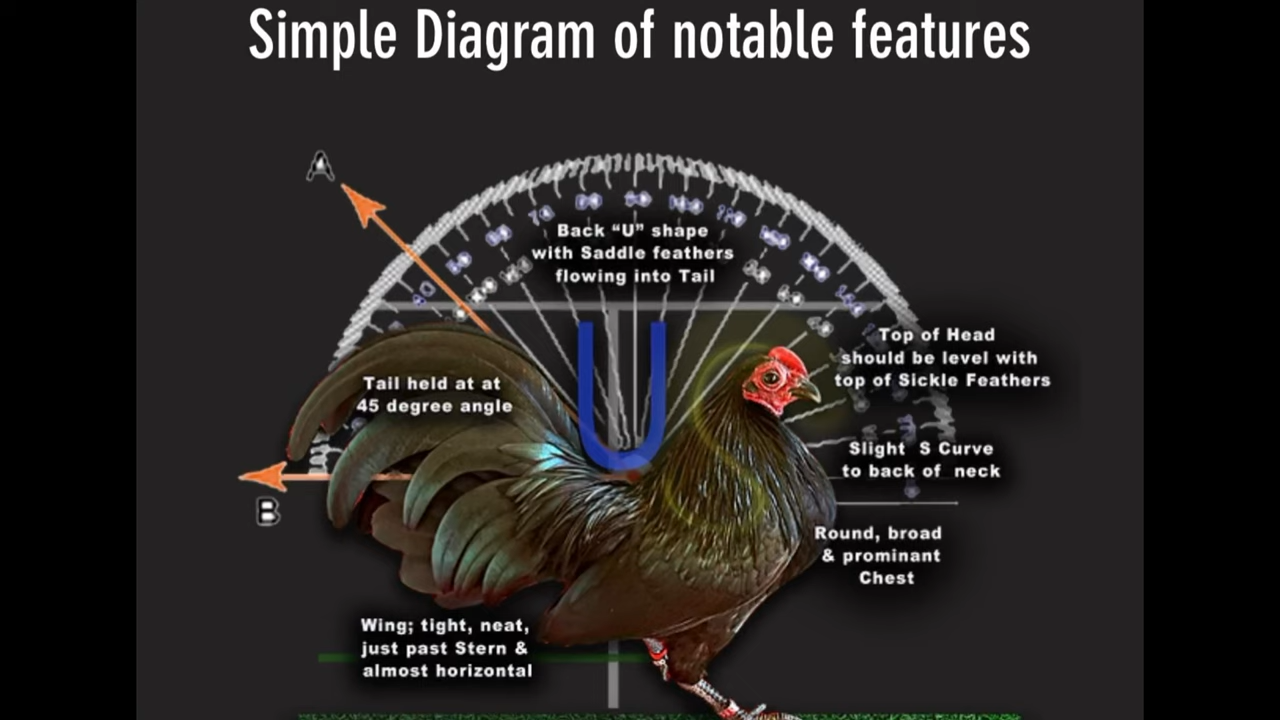 Simple Diagram of notable features
A
Back “U” shape
with Saddle feathers
flowing into Tail
Top of Head
should be level with
top of Sickle Feathers
Tail held at at
45 degree angle
Slight S Curve
to back of neck
B
Round, broad
& prominant
Chest
Wing; tight, neat,
just past Stern &
almost horizontal